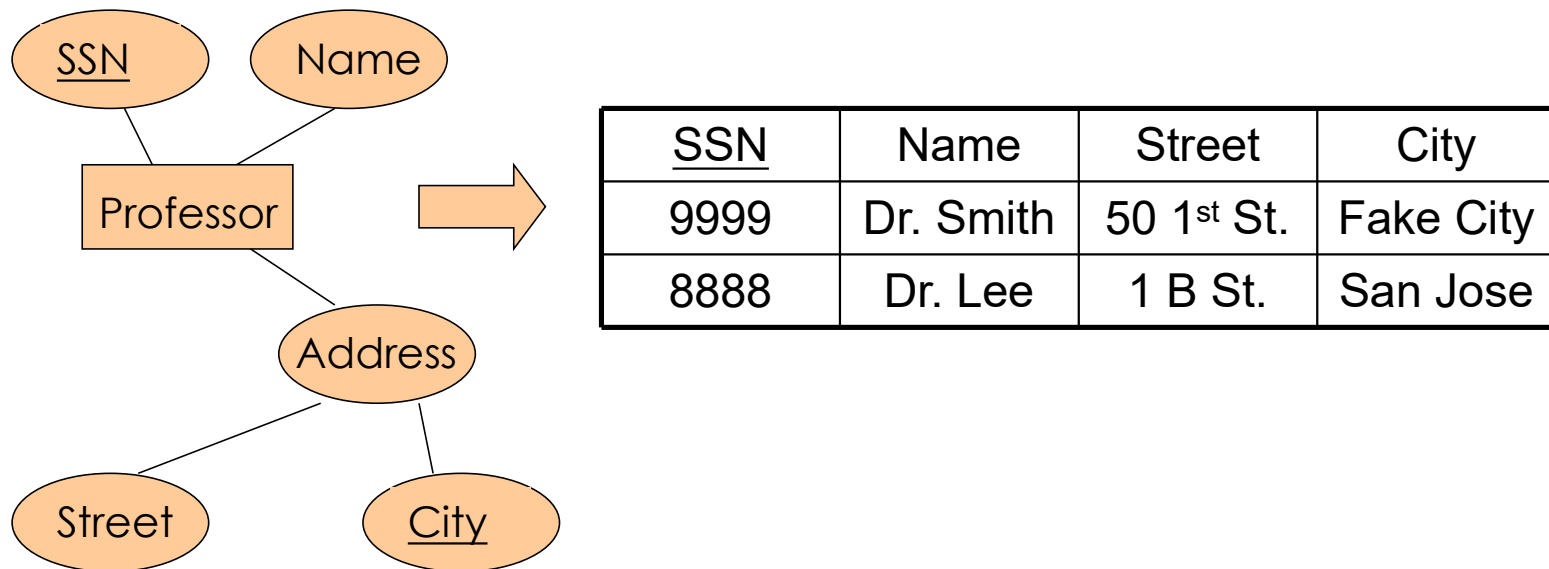 SSN Name
Professor
Address
Street City
SSN Name Street City
9999 Dr. Smith 50 1st St. Fake City
8888 Dr. Lee 1 B St. San Jose